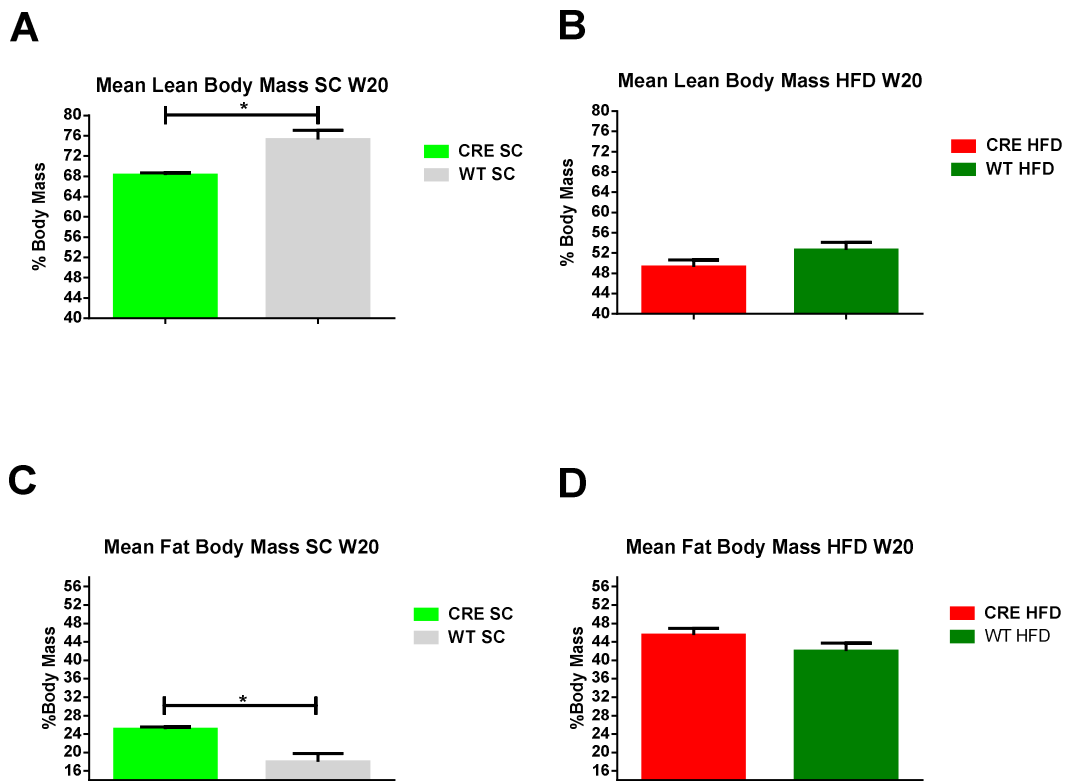 A
Mean Lean Body Mass SC W20
*
80
76
72
68
64
60
56
52
48
44
40
% Body Mass
CRE SC
WT SC
B
Mean Lean Body Mass HFD W20
80
76
72
68
64
60
56
52
48
44
40
% Body Mass
CRE HFD
WT HFD
C
Mean Fat Body Mass SC W20
56
52
48
44
40
36
32
28
24
20
16
%Body Mass
*
CRE SC
WT SC
D
Mean Fat Body Mass HFD W20
56
52
48
44
40
36
32
28
24
20
16
%Body Mass
CRE HFD
WT HFD